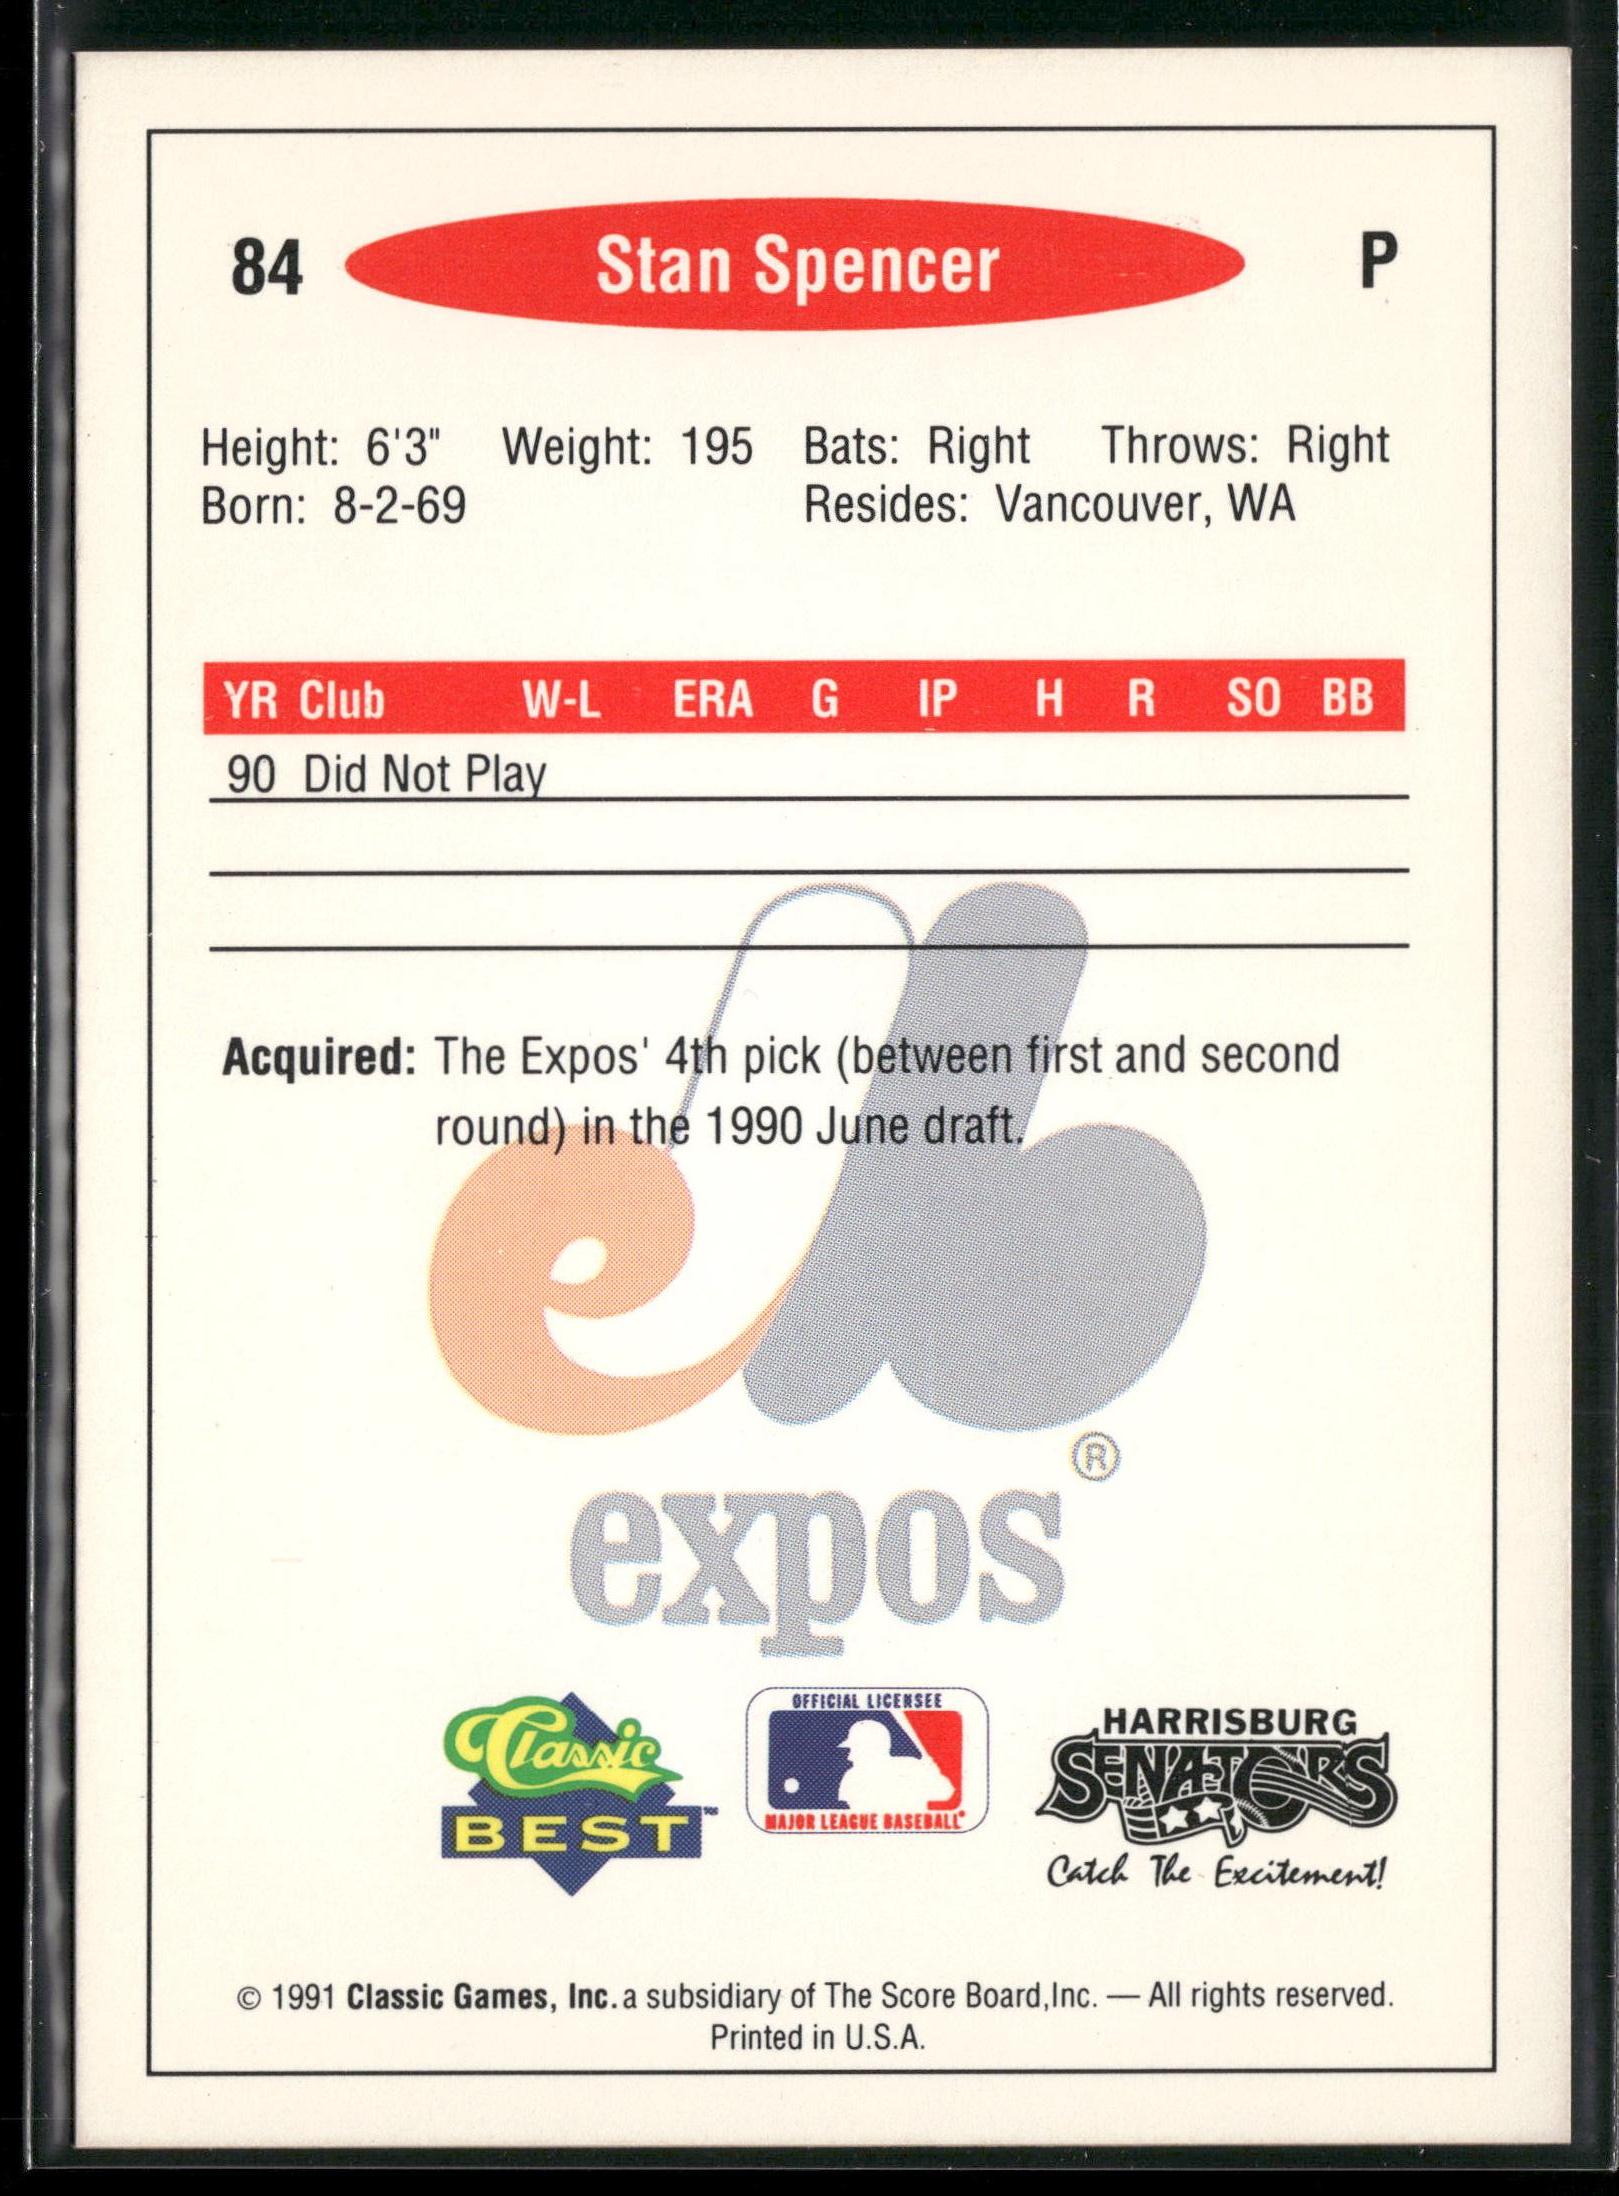 84 Stan Spencer P
Height: 6'3" Weight: 195 Bats: Right Throws: Right
Born: 8-2-69 Resides: Vancouver, WA
YR Club W-L ERA G IP H R SO BB
90 Did Not Play
Acquired: The Expos' 4th pick (between first and second
round) in the 1990 June draft.
®
expos
Classic
BEST™
OFFICIAL LICENSEE
MAJOR LEAGUE BASEBALL®
HARRISBURG
SENATORS
Catch The Excitement!
© 1991 Classic Games, Inc. a subsidiary of The Score Board,Inc. — All rights reserved.
Printed in U.S.A.